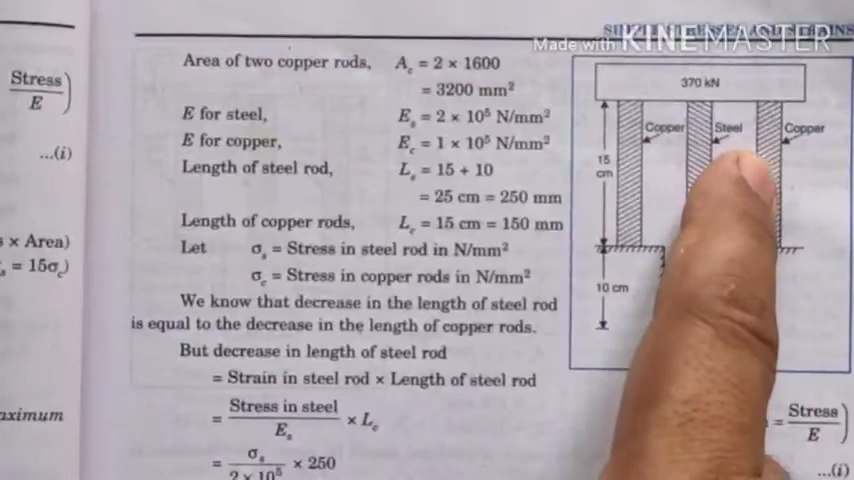 SIMPLE STRESSES AND STRAINS
Made with KINEMASTER
Stress
E
...(i)
s × Area)
s = 15σc)
aximum
Area of two copper rods, Ac = 2 × 1600
= 3200 mm²
E for steel, Es = 2 × 10⁵ N/mm²
E for copper, Ec = 1 × 10⁵ N/mm²
Length of steel rod, Ls = 15 + 10
= 25 cm = 250 mm
Length of copper rods, Lc = 15 cm = 150 mm
Let σs = Stress in steel rod in N/mm²
σc = Stress in copper rods in N/mm²
We know that decrease in the length of steel rod
is equal to the decrease in the length of copper rods.
But decrease in length of steel rod
= Strain in steel rod × Length of steel rod
= Stress in steel / Es × Lc
= σs / 2 × 10⁵ × 250
370 kN
Copper Steel Copper
15
cm
10 cm
= Stress
E
...(i)